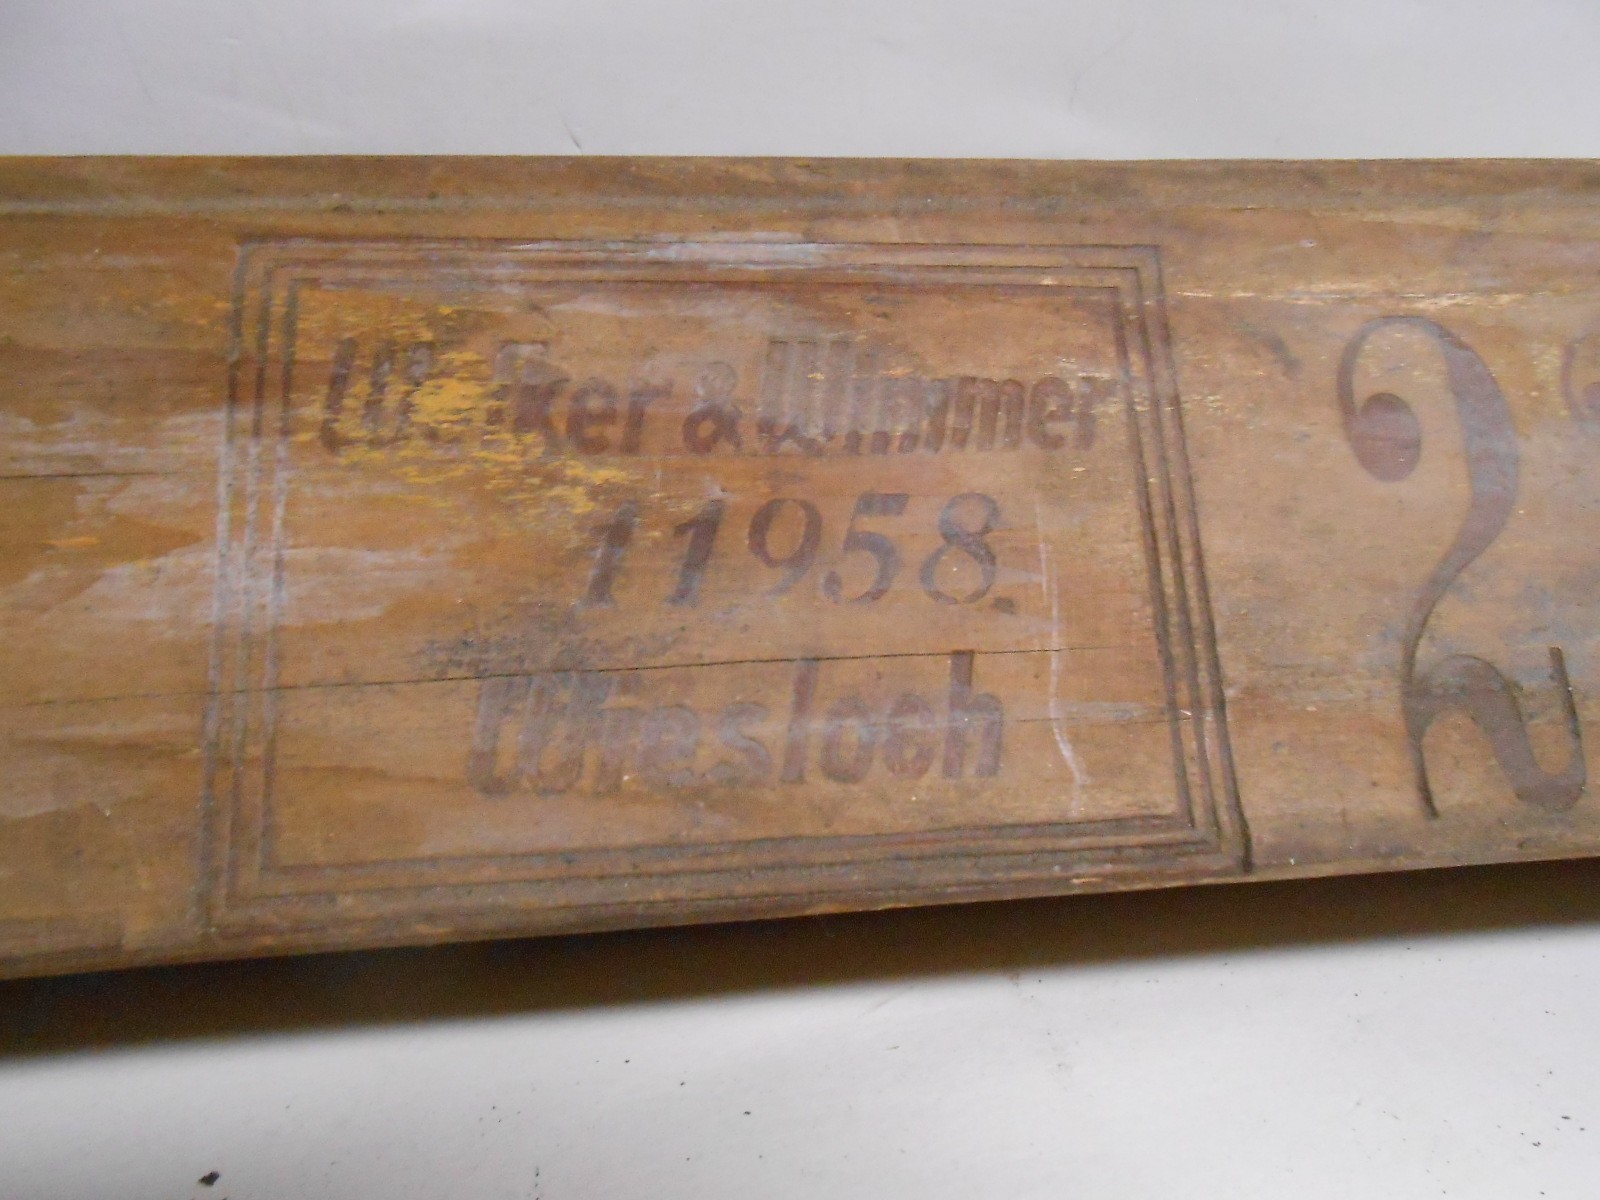 & Wimmer
11958.
Wiesloch
2